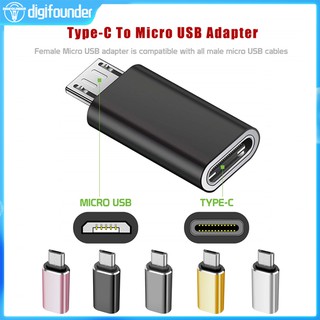 digifounder
Type-C To Micro USB Adapter
Female Micro USB adapter is compatible with all male micro USB cables
MICRO USB
TYPE-C